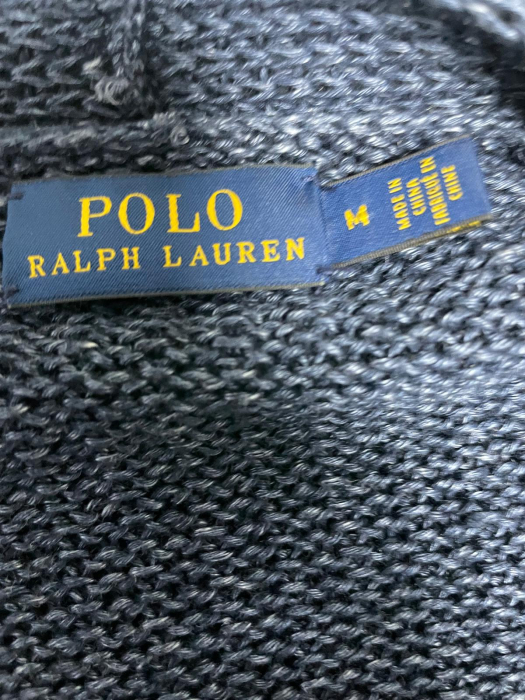 POLO
RALPH LAUREN
M
MADE IN
CHINA
FABRIQUÉ EN
CHINE